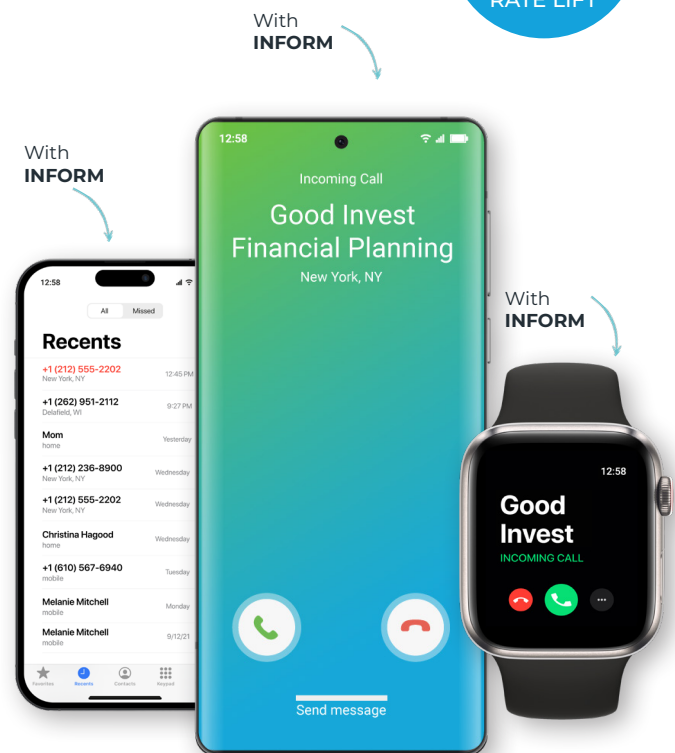 RATE LIFT
With
INFORM
With
INFORM
12:58
All Missed
Recents
+1 (212) 555-2202
New York, NY
12:45 PM
+1 (262) 951-2112
Delafield, WI
9:27 PM
Mom
home
Yesterday
+1 (212) 236-8900
New York, NY
Wednesday
+1 (212) 555-2202
New York, NY
Wednesday
Christina Hagood
home
Wednesday
+1 (610) 567-6940
mobile
Tuesday
Melanie Mitchell
mobile
Monday
Melanie Mitchell
mobile
9/12/21
Favorites Recents Contacts Keypad
12:58
Incoming Call
Good Invest
Financial Planning
New York, NY
Send message
With
INFORM
12:58
Good
Invest
INCOMING CALL